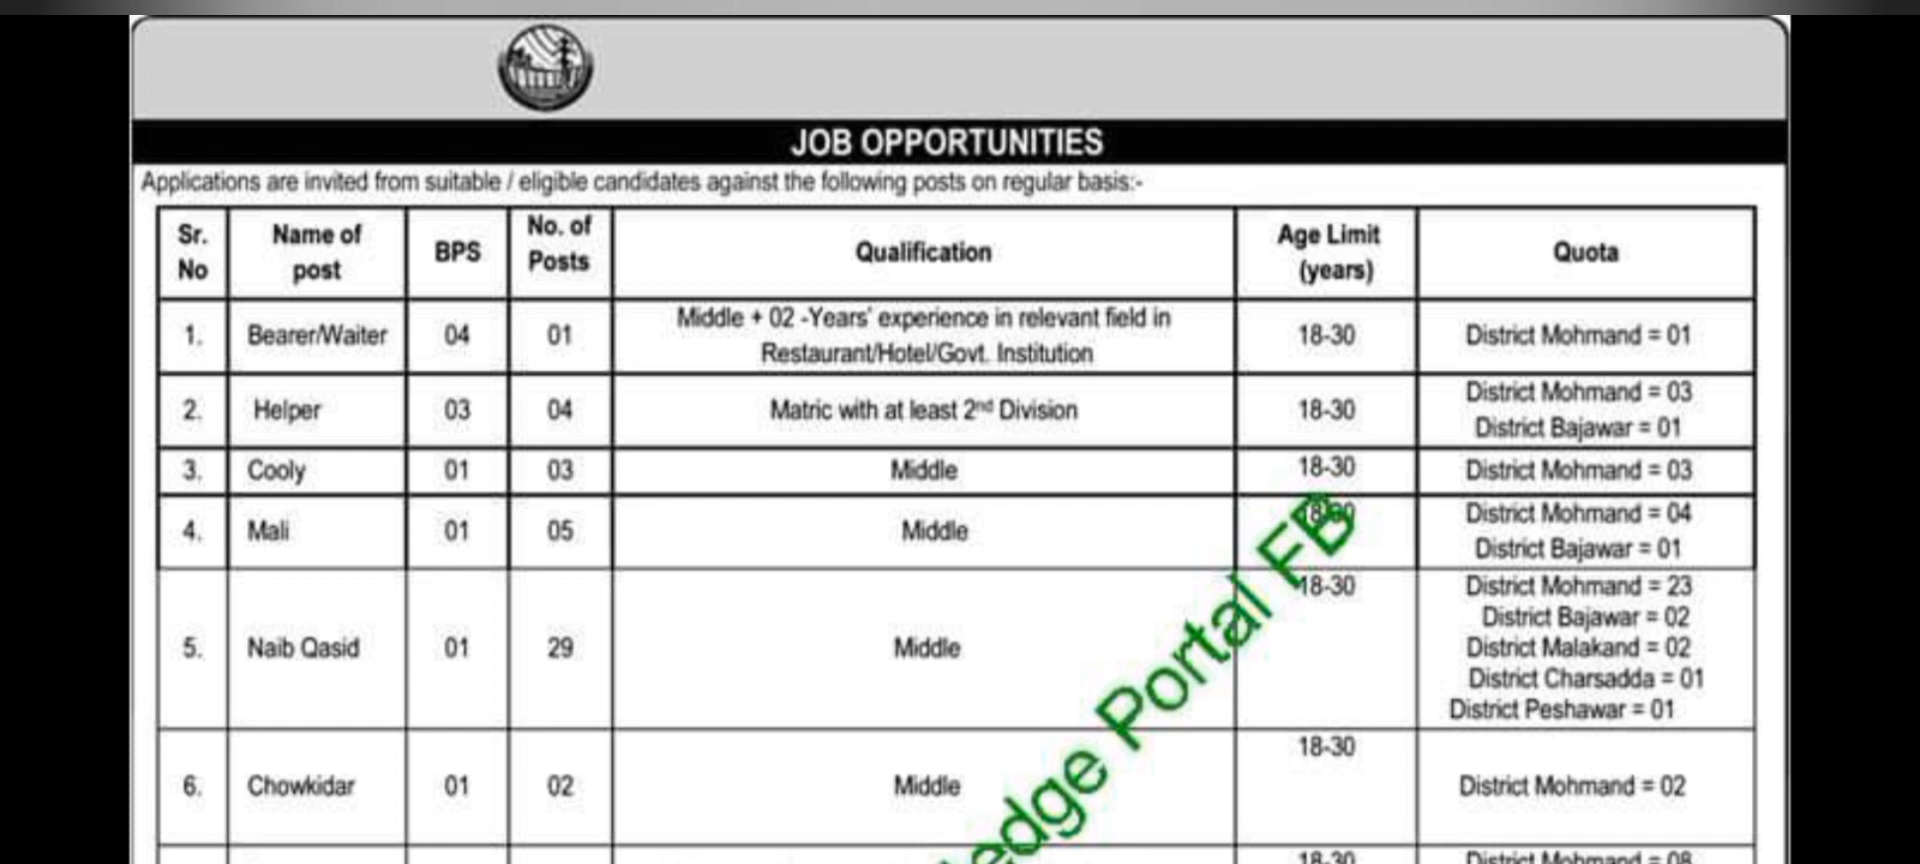 JOB OPPORTUNITIES
Applications are invited from suitable / eligible candidates against the following posts on regular basis:-
Sr. No | Name of post | BPS | No. of Posts | Qualification | Age Limit (years) | Quota
1. Bearer/Waiter 04 01 Middle + 02 -Years' experience in relevant field in
Restaurant/Hotel/Govt. Institution 18-30 District Mohmand = 01
2. Helper 03 04 Matric with at least 2nd Division 18-30 District Mohmand = 03
District Bajawar = 01
3. Cooly 01 03 Middle 18-30 District Mohmand = 03
4. Mali 01 05 Middle District Mohmand = 04
District Bajawar = 01
5. Naib Qasid 01 29 Middle 18-30 District Mohmand = 23
District Bajawar = 02
District Malakand = 02
District Charsadda = 01
District Peshawar = 01
6. Chowkidar 01 02 Middle 18-30 District Mohmand = 02
18-30 District Mohmand = 08
Portal FB